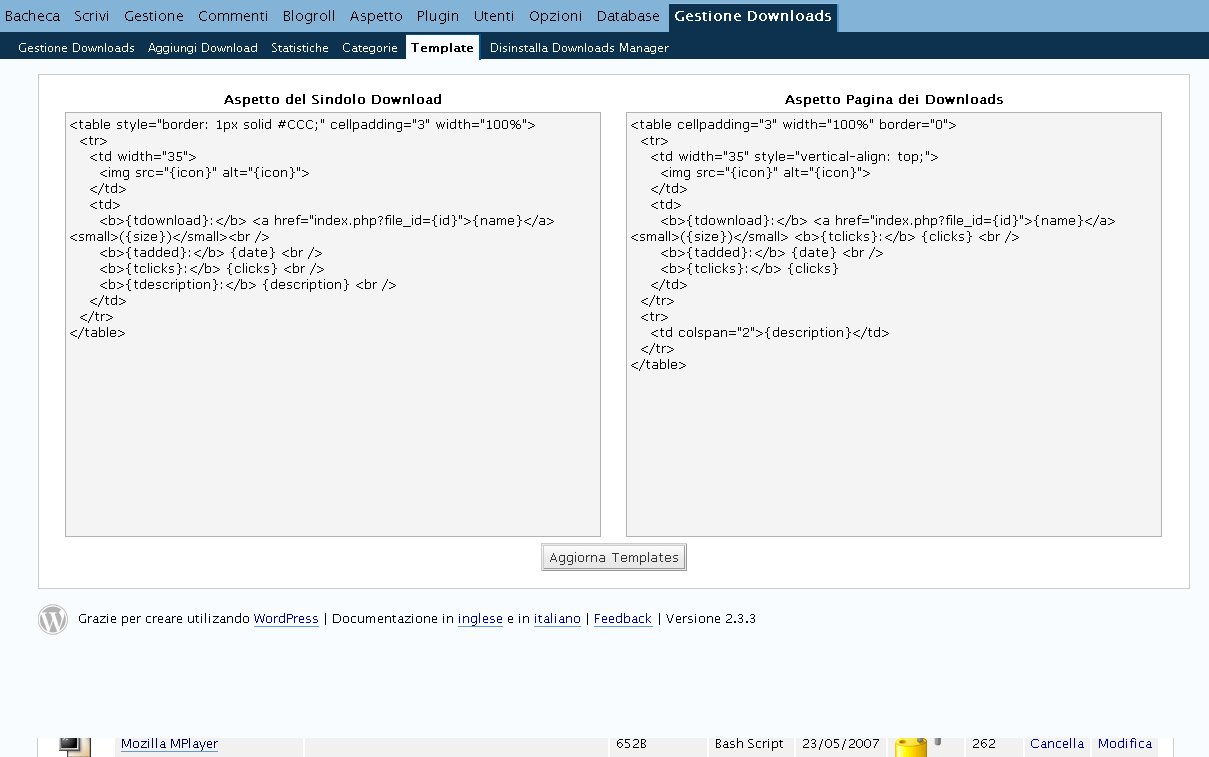 Bacheca Scrivi Gestione Commenti Blogroll Aspetto Plugin Utenti Opzioni Database Gestione Downloads
Gestione Downloads Aggiungi Download Statistiche Categorie Template Disinstalla Downloads Manager
Aspetto del Sindolo Download
<table style="border: 1px solid #CCC;" cellpadding="3" width="100%">
<tr>
<td width="35">
<img src="{icon}" alt="{icon}">
</td>
<td>
<b>{tdownload}:</b> <a href="index.php?file_id={id}">{name}</a>
<small>({size})</small><br />
<b>{tadded}:</b> {date} <br />
<b>{tclicks}:</b> {clicks} <br />
<b>{tdescription}:</b> {description} <br />
</td>
</tr>
</table>
Aspetto Pagina dei Downloads
<table cellpadding="3" width="100%" border="0">
<tr>
<td width="35" style="vertical-align: top;">
<img src="{icon}" alt="{icon}">
</td>
<td>
<b>{tdownload}:</b> <a href="index.php?file_id={id}">{name}</a>
<small>({size})</small> <b>{tclicks}:</b> {clicks} <br />
<b>{tadded}:</b> {date} <br />
<b>{tclicks}:</b> {clicks}
</td>
</tr>
<tr>
<td colspan="2">{description}</td>
</tr>
</table>
Aggiorna Templates
Grazie per creare utilizando WordPress | Documentazione in inglese e in italiano | Feedback | Versione 2.3.3
Mozilla MPlayer 652B Bash Script 23/05/2007 262 Cancella Modifica